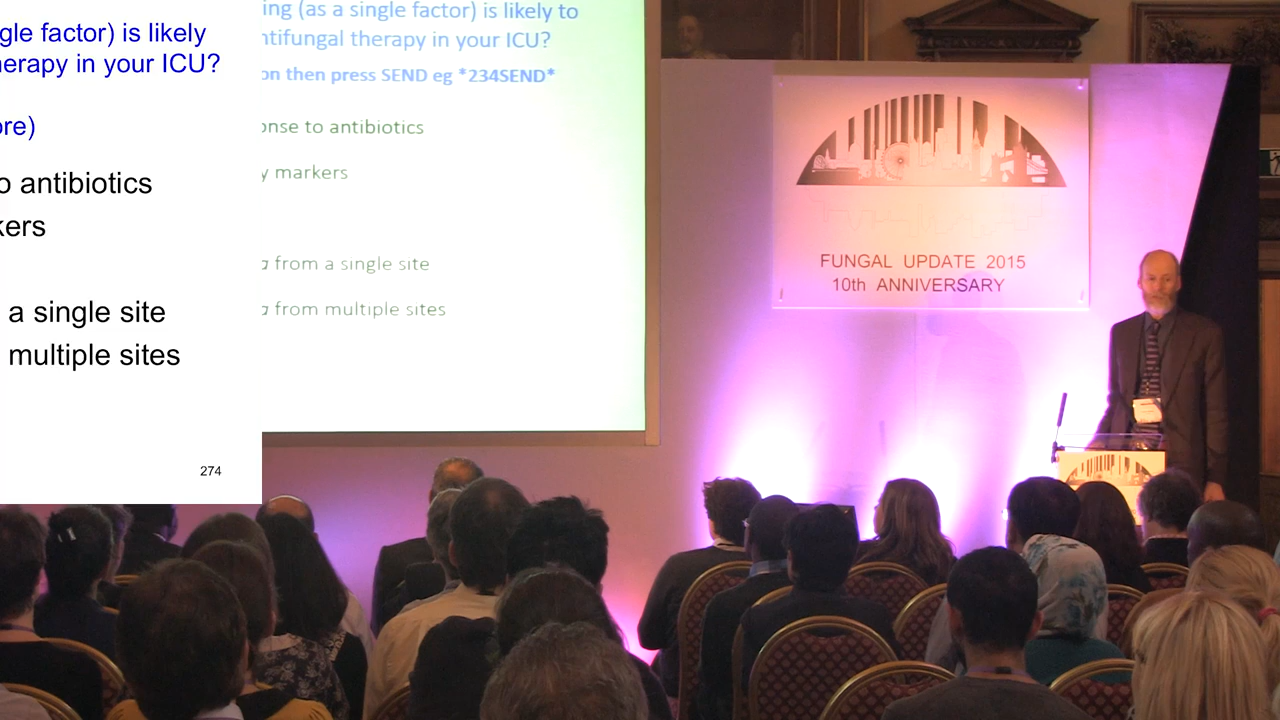 gle factor) is likely
erapy in your ICU?
ore)
o antibiotics
kers
a single site
multiple sites
274
ing (as a single factor) is likely to
ntifungal therapy in your ICU?
on then press SEND eg *234SEND*
onse to antibiotics
y markers
a from a single site
a from multiple sites
FUNGAL UPDATE 2015
10th ANNIVERSARY